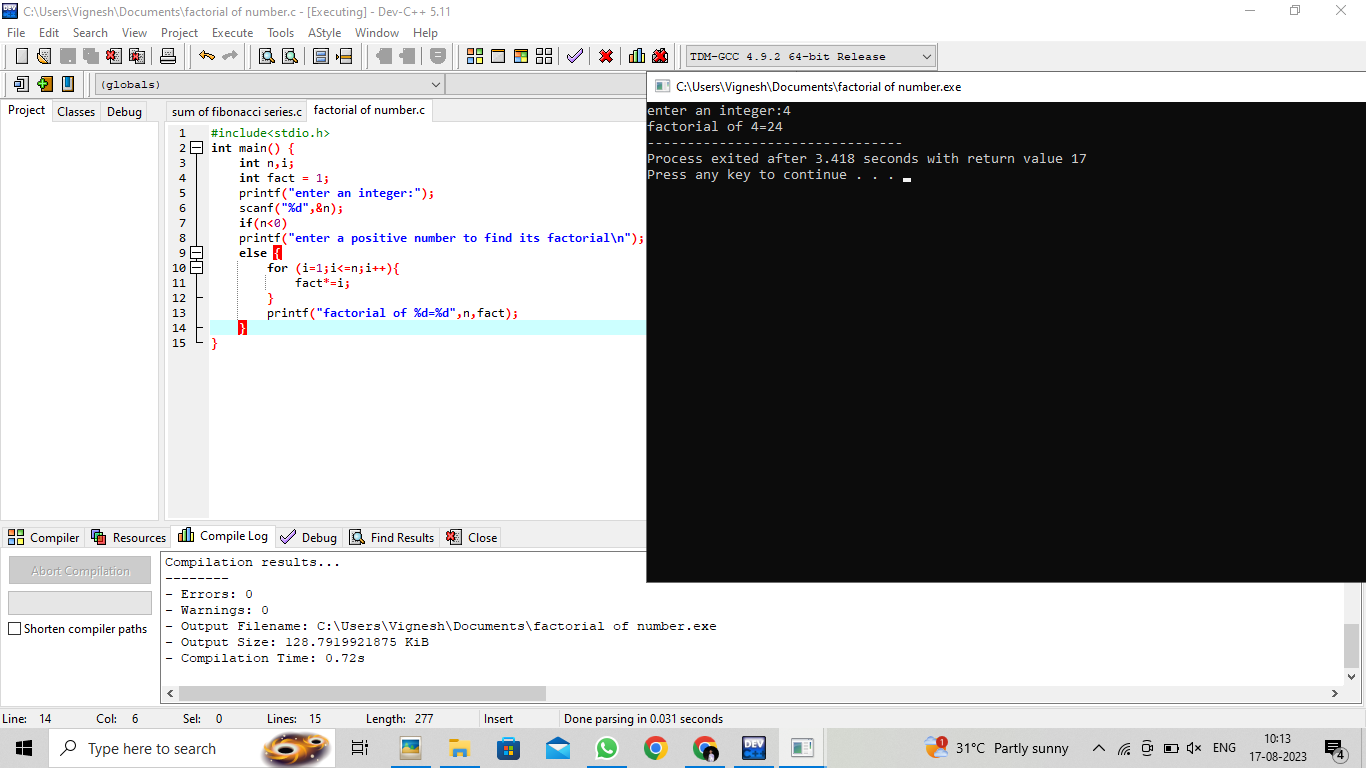 C:\Users\Vignesh\Documents\factorial of number.c - [Executing] - Dev-C++ 5.11
File Edit Search View Project Execute Tools AStyle Window Help
TDM-GCC 4.9.2 64-bit Release
(globals)
Project Classes Debug
sum of fibonacci series.c factorial of number.c
1 #include<stdio.h>
2 int main() {
3 int n,i;
4 int fact = 1;
5 printf("enter an integer:");
6 scanf("%d",&n);
7 if(n<0)
8 printf("enter a positive number to find its factorial\n");
9 else {
10 for (i=1;i<=n;i++){
11 fact*=i;
12 }
13 printf("factorial of %d=%d",n,fact);
14 }
15 }
C:\Users\Vignesh\Documents\factorial of number.exe
enter an integer:4
factorial of 4=24
--------------------------------
Process exited after 3.418 seconds with return value 17
Press any key to continue . . .
Compiler Resources Compile Log Debug Find Results Close
Abort Compilation
Shorten compiler paths
Compilation results...
--------
- Errors: 0
- Warnings: 0
- Output Filename: C:\Users\Vignesh\Documents\factorial of number.exe
- Output Size: 128.7919921875 KiB
- Compilation Time: 0.72s
Line: 14 Col: 6 Sel: 0 Lines: 15 Length: 277 Insert Done parsing in 0.031 seconds
Type here to search
DEV
1
31°C Partly sunny
ENG
10:13
17-08-2023
4